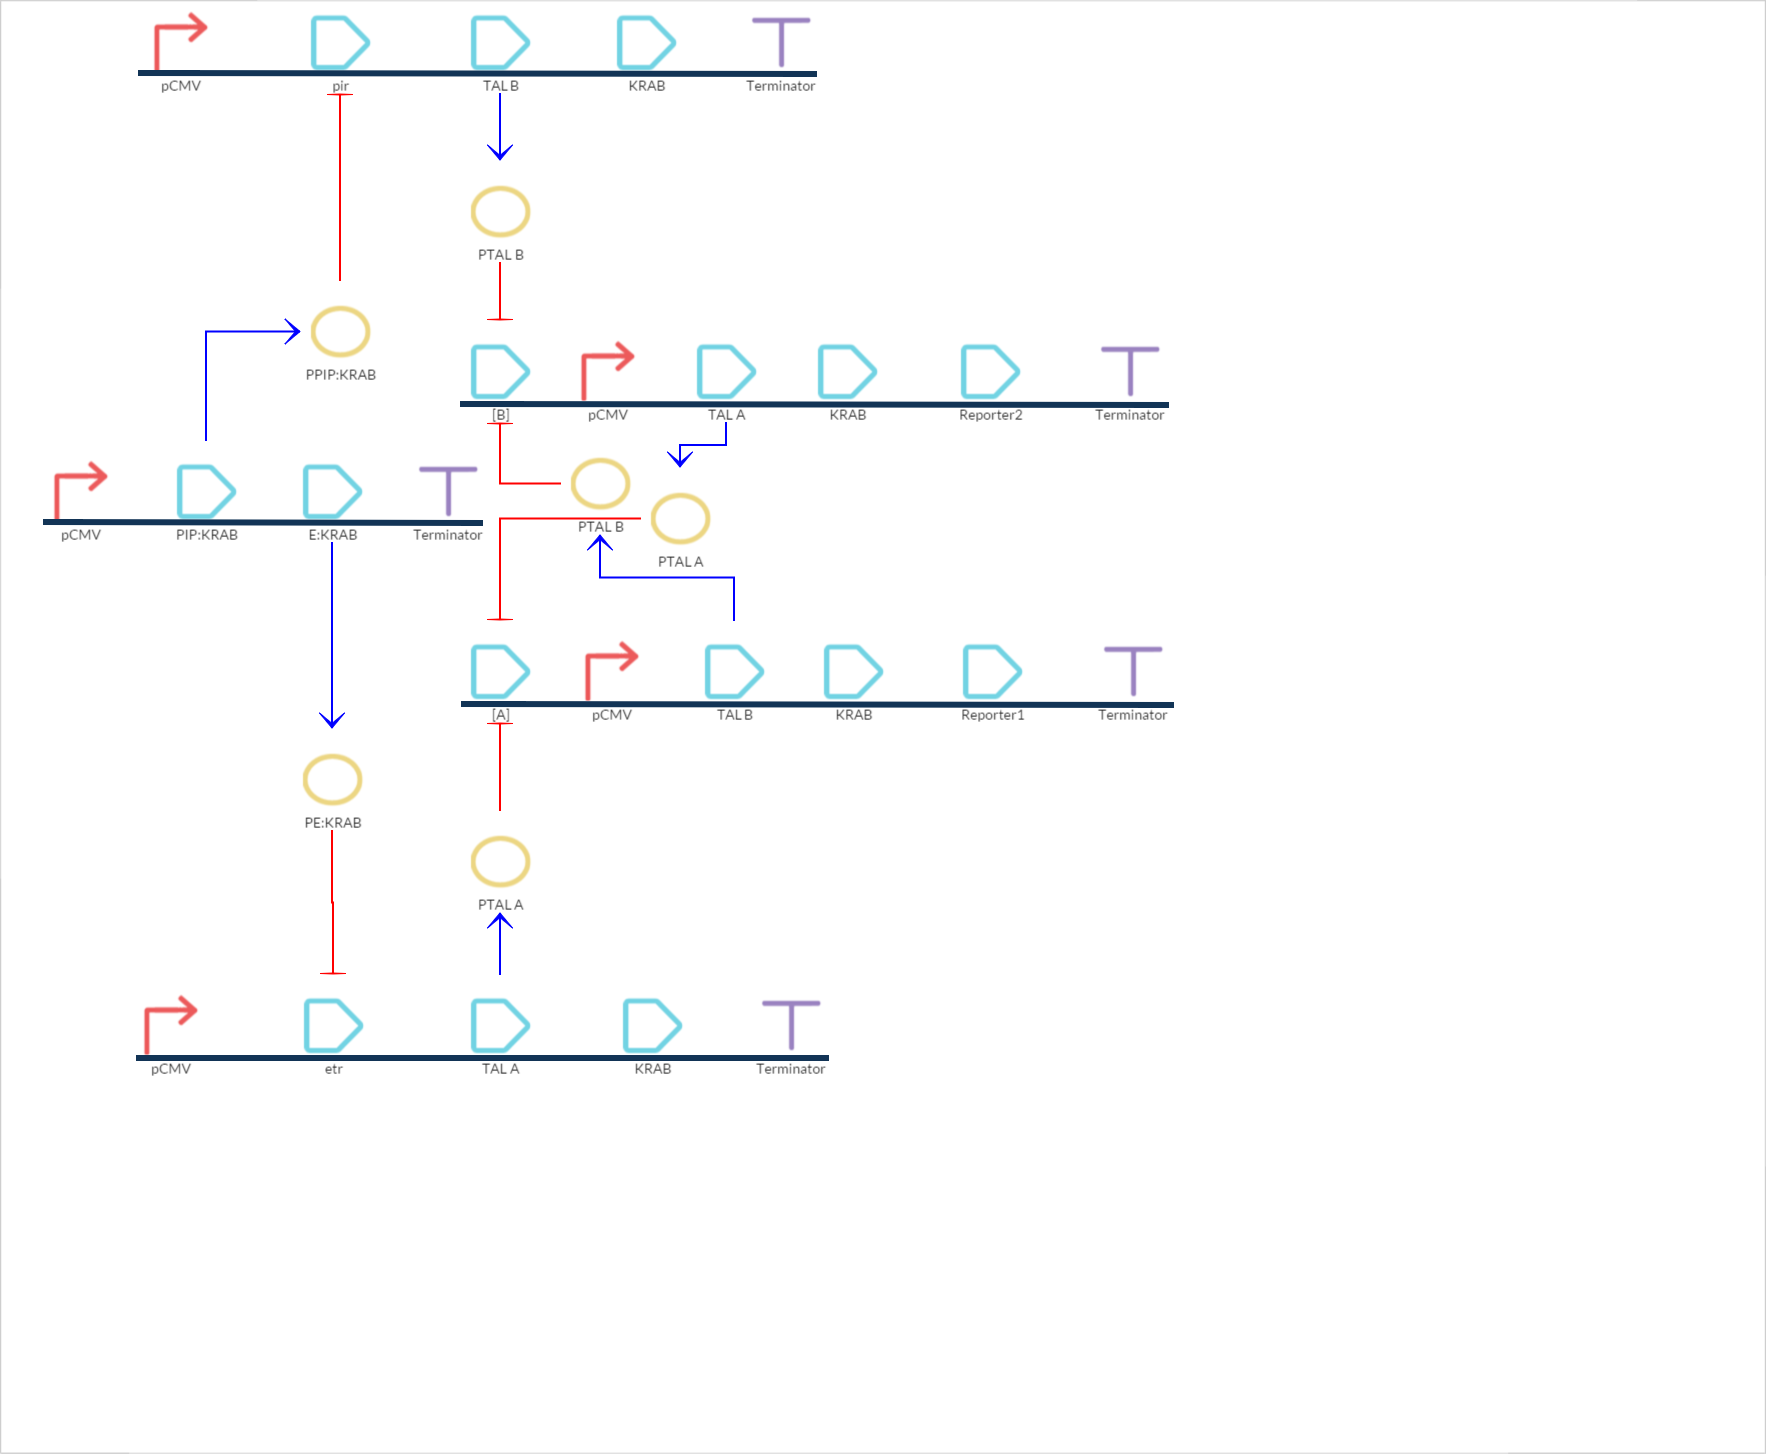 pCMV pir TAL B KRAB Terminator
PTAL B
PPIP:KRAB
[B] pCMV TAL A KRAB Reporter2 Terminator
PTAL B
pCMV PIP:KRAB E:KRAB Terminator
PTAL A
[A] pCMV TAL B KRAB Reporter1 Terminator
PE:KRAB
PTAL A
pCMV etr TAL A KRAB Terminator